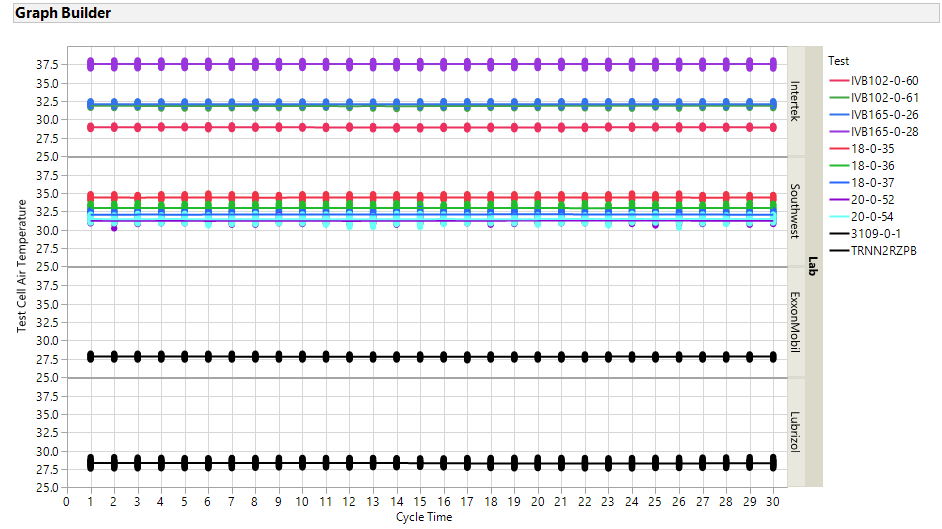 Graph Builder
Test Cell Air Temperature
37.5
35.0
32.5
30.0
27.5
25.0
37.5
35.0
32.5
30.0
27.5
25.0
37.5
35.0
32.5
30.0
27.5
25.0
37.5
35.0
32.5
30.0
27.5
25.0
0 1 2 3 4 5 6 7 8 9 10 11 12 13 14 15 16 17 18 19 20 21 22 23 24 25 26 27 28 29 30
Cycle Time
Intertek
Southwest
ExxonMobil
Lubrizol
Lab
Test
IVB102-0-60
IVB102-0-61
IVB165-0-26
IVB165-0-28
18-0-35
18-0-36
18-0-37
20-0-52
20-0-54
3109-0-1
TRNN2RZPB